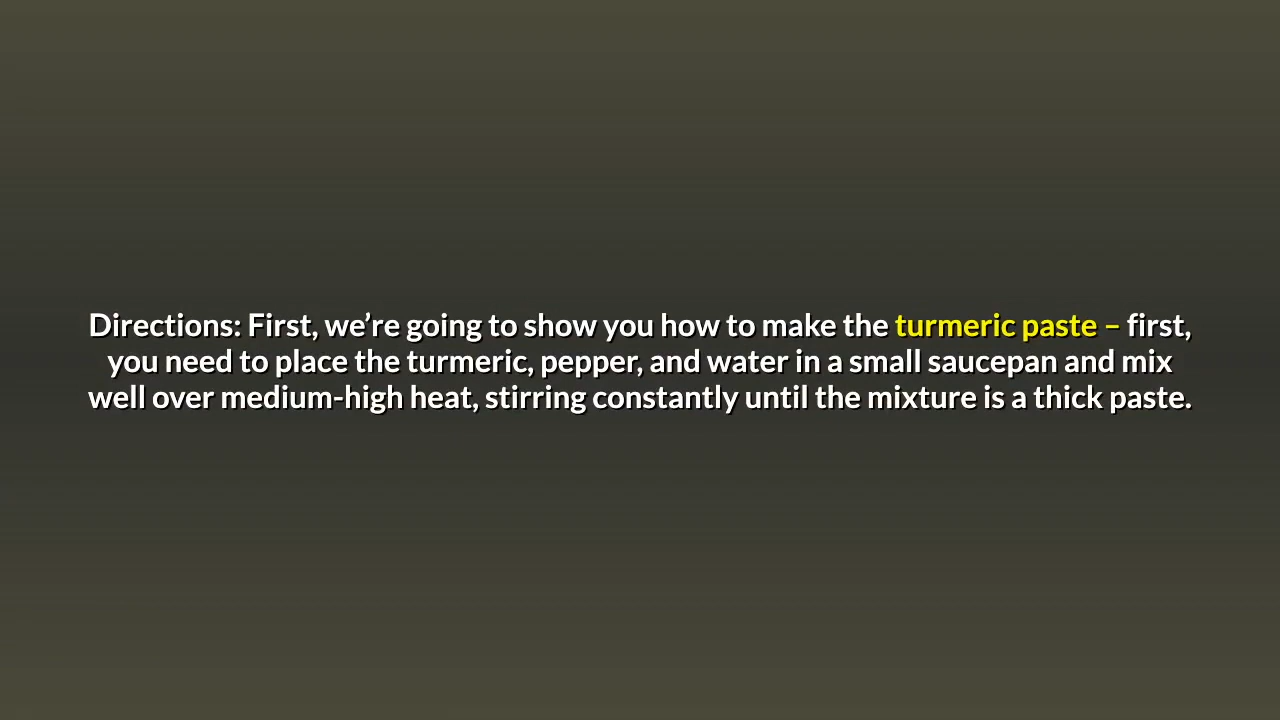 Directions: First, we’re going to show you how to make the turmeric paste – first,
you need to place the turmeric, pepper, and water in a small saucepan and mix
well over medium-high heat, stirring constantly until the mixture is a thick paste.